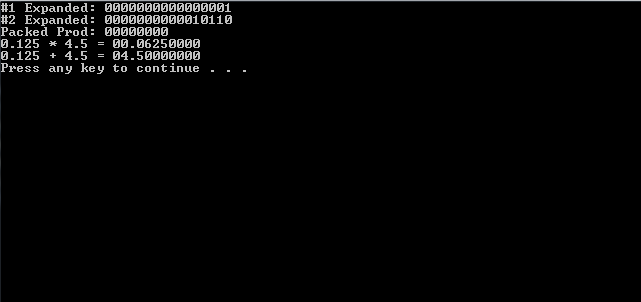 #1 Expanded: 0000000000000001
#2 Expanded: 0000000000010110
Packed Prod: 00000000
0.125 * 4.5 = 00.06250000
0.125 + 4.5 = 04.50000000
Press any key to continue . . .